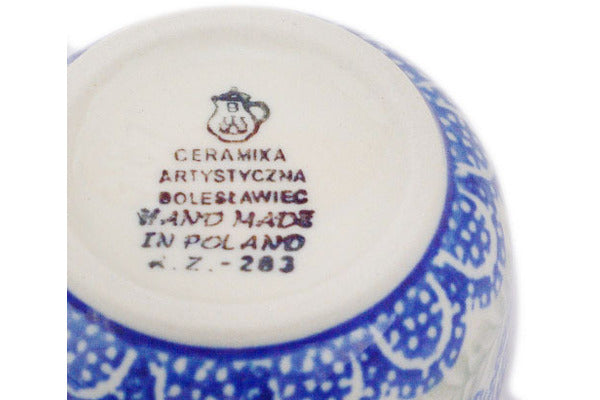 B
CERAMIKA
ARTYSTYCZNA
BOLESŁAWIEC
HAND MADE
IN POLAND
K.Z.-283